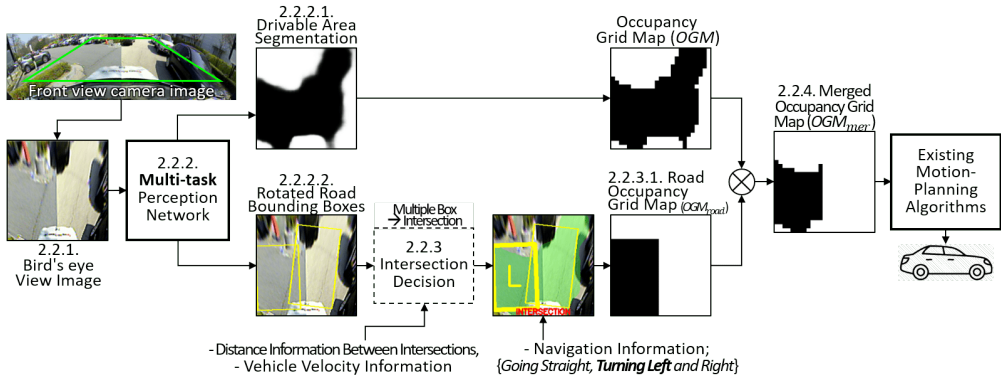 Front view camera image
2.2.1.
Bird's eye
View Image
2.2.2.
Multi-task
Perception
Network
2.2.2.1.
Drivable Area
Segmentation
Occupancy
Grid Map (OGM)
2.2.2.2.
Rotated Road
Bounding Boxes
Multiple Box
→ Intersection
2.2.3
Intersection
Decision
L
INTERSECTION
2.2.3.1. Road
Occupancy
Grid Map (OGM_road)
2.2.4. Merged
Occupancy Grid
Map (OGM_mer)
Existing
Motion-
Planning
Algorithms
- Distance Information Between Intersections,
- Vehicle Velocity Information
- Navigation Information;
{Going Straight, Turning Left and Right}